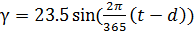 γ = 23.5 sin(2π/365 (t − d))